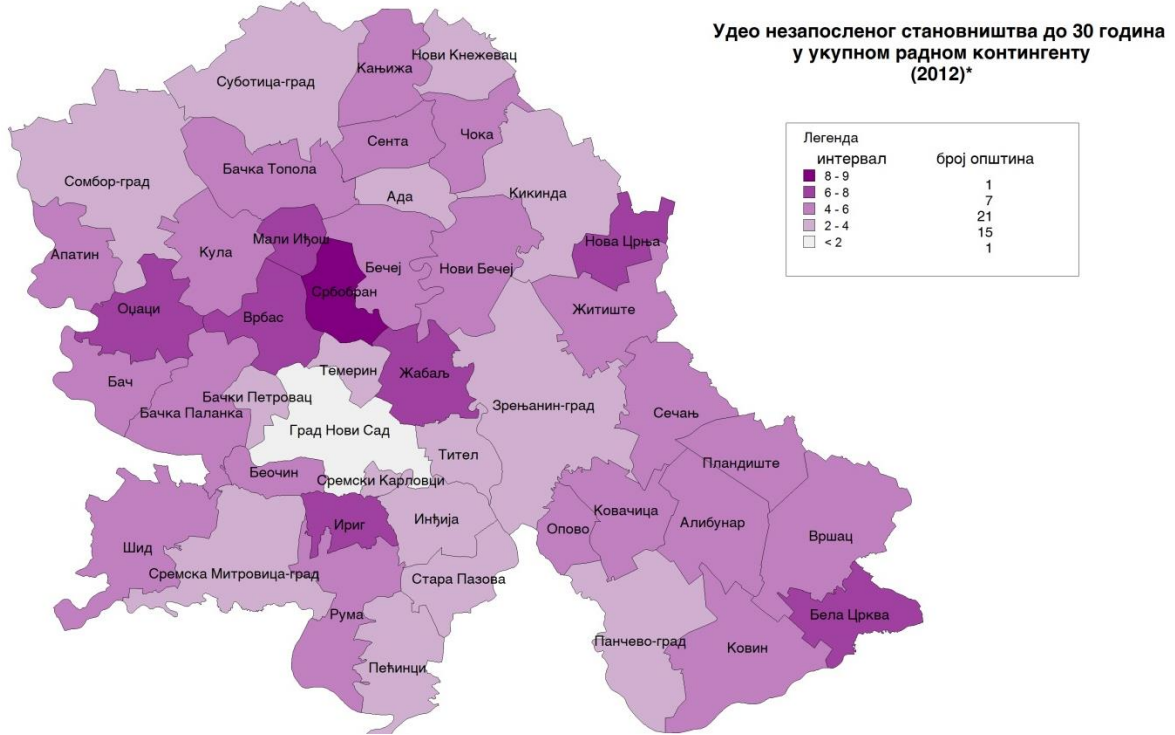 Удео незапосленог становништва до 30 година
у укупном радном контингенту
(2012)*
Легенда
интервал број општина
8 - 9 1
6 - 8 7
4 - 6 21
2 - 4 15
< 2 1
Нови Кнежевац
Кањижа
Суботица-град
Чока
Сента
Бачка Топола
Сомбор-град
Ада
Кикинда
Мали Иђош
Нова Црња
Апатин
Кула
Бечеј
Нови Бечеј
Србобран
Оџаци
Врбас
Житиште
Темерин
Жабаљ
Бач
Бачки Петровац
Зрењанин-град
Бачка Паланка
Сечањ
Град Нови Сад
Тител
Пландиште
Беочин
Сремски Карловци
Ковачица
Ириг
Инђија
Опово
Алибунар
Вршац
Шид
Сремска Митровица-град
Стара Пазова
Рума
Бела Црква
Панчево-град
Ковин
Пећинци